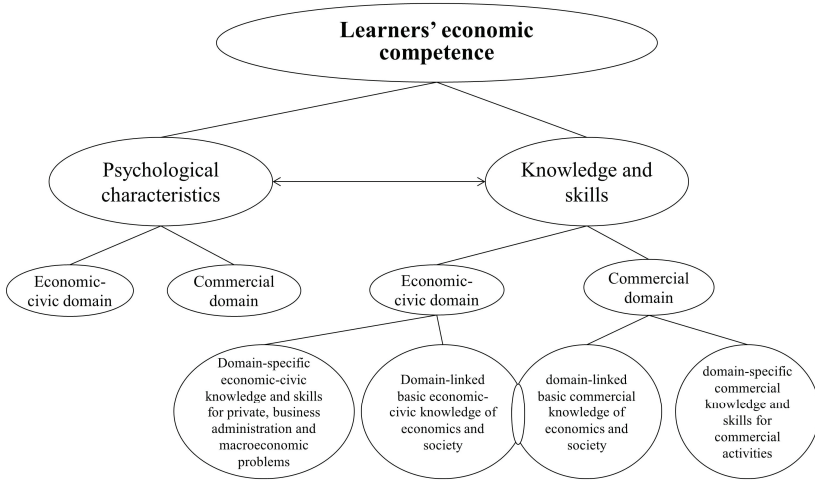 Learners’ economic
competence
Psychological
characteristics
Knowledge and
skills
Economic-
civic domain
Commercial
domain
Economic-
civic domain
Commercial
domain
Domain-specific
economic-civic
knowledge and skills
for private, business
administration and
macroeconomic
problems
Domain-linked
basic economic-
civic knowledge of
economics and
society
domain-linked
basic commercial
knowledge of
economics and
society
domain-specific
commercial
knowledge and
skills for
commercial
activities